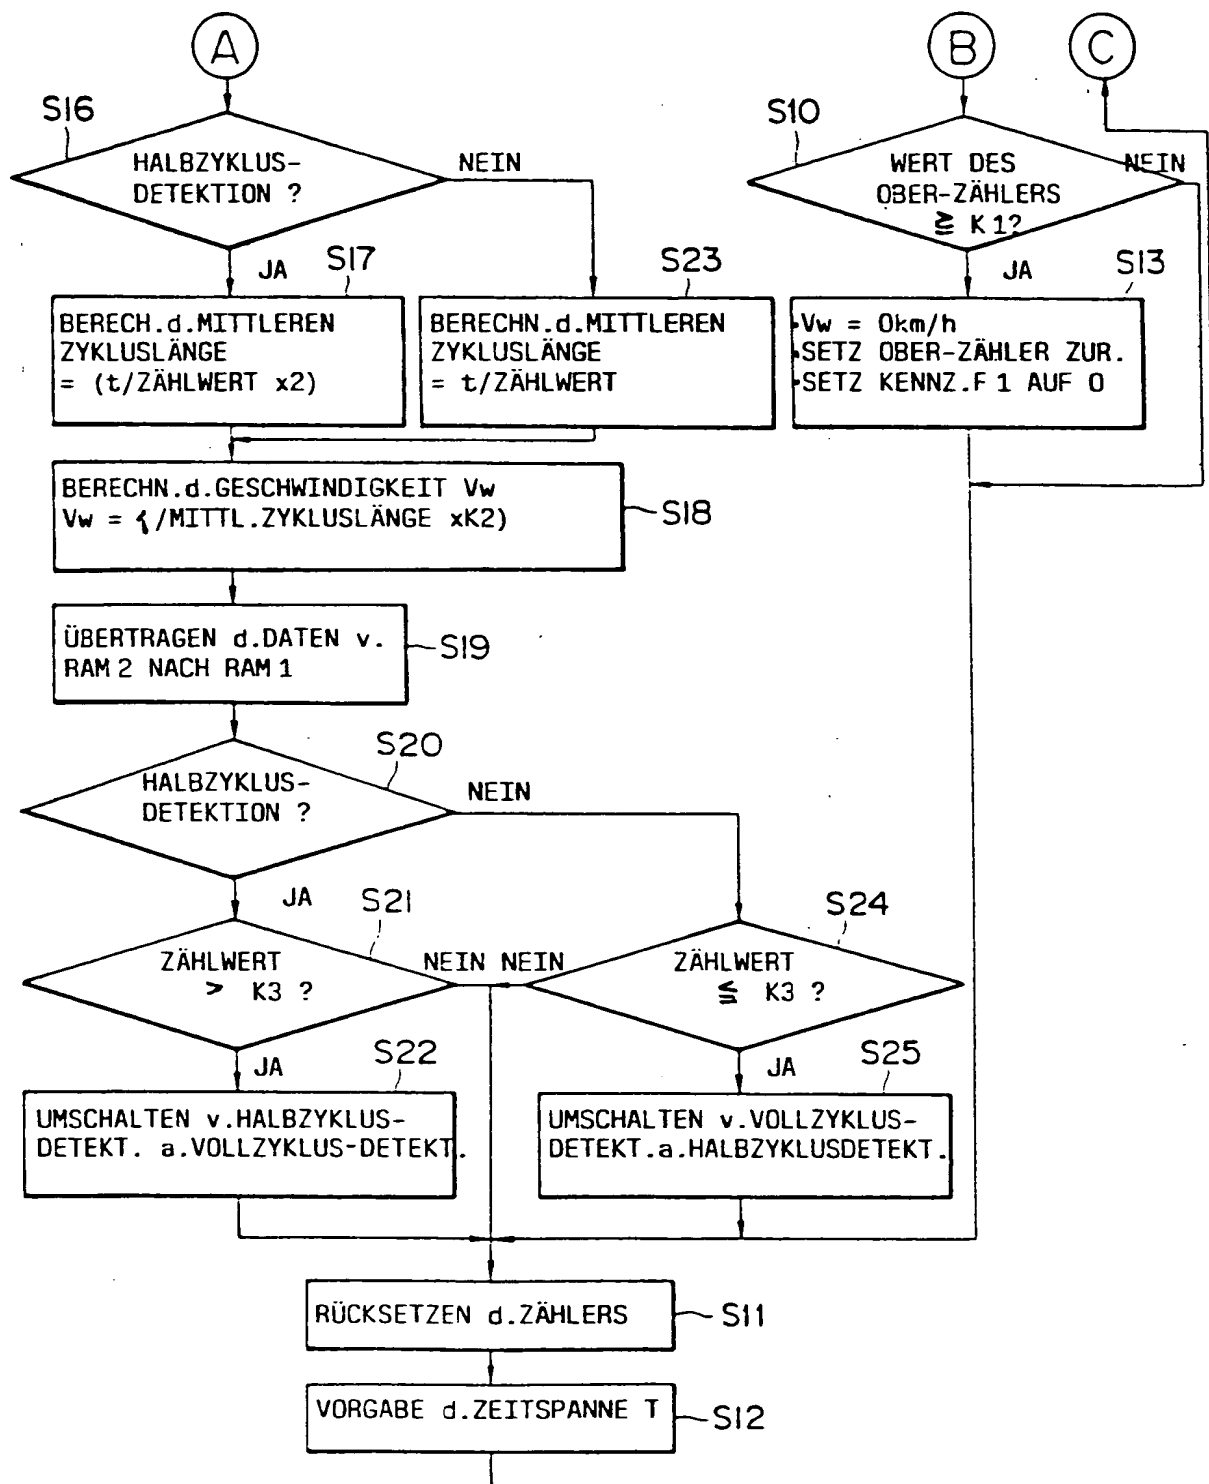 A
B
C
S16
HALBZYKLUS-
DETEKTION ?
NEIN
JA
S10
WERT DES
OBER-ZÄHLERS
≧ K1?
NEIN
JA
S17
BERECH.d.MITTLEREN
ZYKLUSLÄNGE
= (t/ZÄHLWERT x2)
S23
BERECHN.d.MITTLEREN
ZYKLUSLÄNGE
= t/ZÄHLWERT
S13
•Vw = 0km/h
•SETZ OBER-ZÄHLER ZUR.
•SETZ KENNZ.F1 AUF 0
BERECHN.d.GESCHWINDIGKEIT Vw
Vw = /MITTL.ZYKLUSLÄNGE xK2)
S18
ÜBERTRAGEN d.DATEN v.
RAM 2 NACH RAM 1
S19
S20
HALBZYKLUS-
DETEKTION ?
NEIN
JA
S21
ZÄHLWERT
> K3 ?
NEIN
JA
S24
NEIN
ZÄHLWERT
≦ K3 ?
JA
S22
UMSCHALTEN v.HALBZYKLUS-
DETEKT. a.VOLLZYKLUS-DETEKT.
S25
UMSCHALTEN v.VOLLZYKLUS-
DETEKT.a.HALBZYKLUSDETEKT.
RÜCKSETZEN d.ZÄHLERS
S11
VORGABE d.ZEITSPANNE T
S12